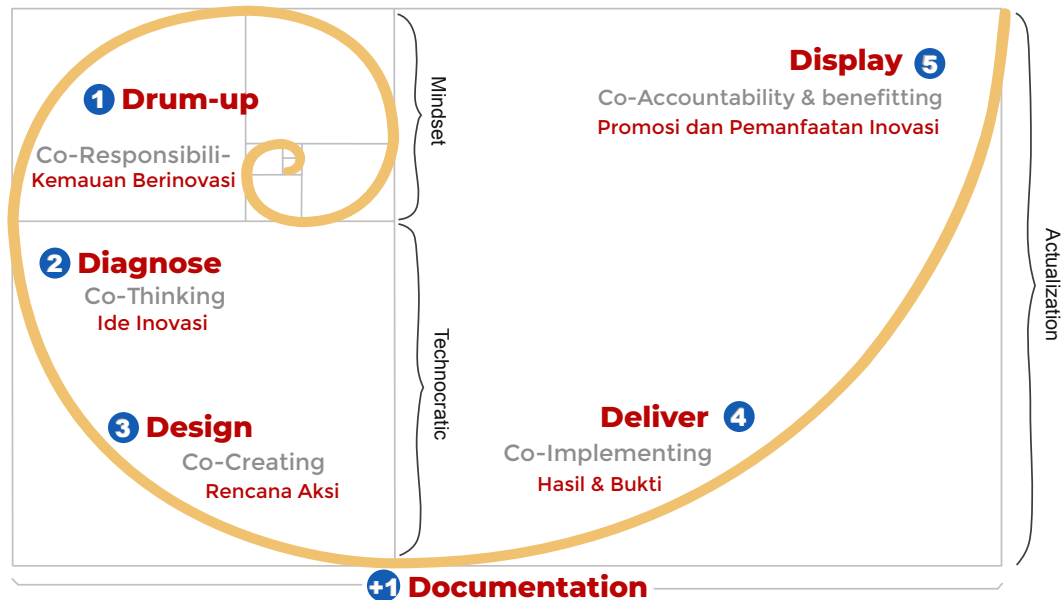 1 Drum-up
Co-Responsibili-
Kemauan Berinovasi
Mindset
2 Diagnose
Co-Thinking
Ide Inovasi
3 Design
Co-Creating
Rencana Aksi
Technocratic
Deliver 4
Co-Implementing
Hasil & Bukti
Display 5
Co-Accountability & benefitting
Promosi dan Pemanfaatan Inovasi
Actualization
+1 Documentation